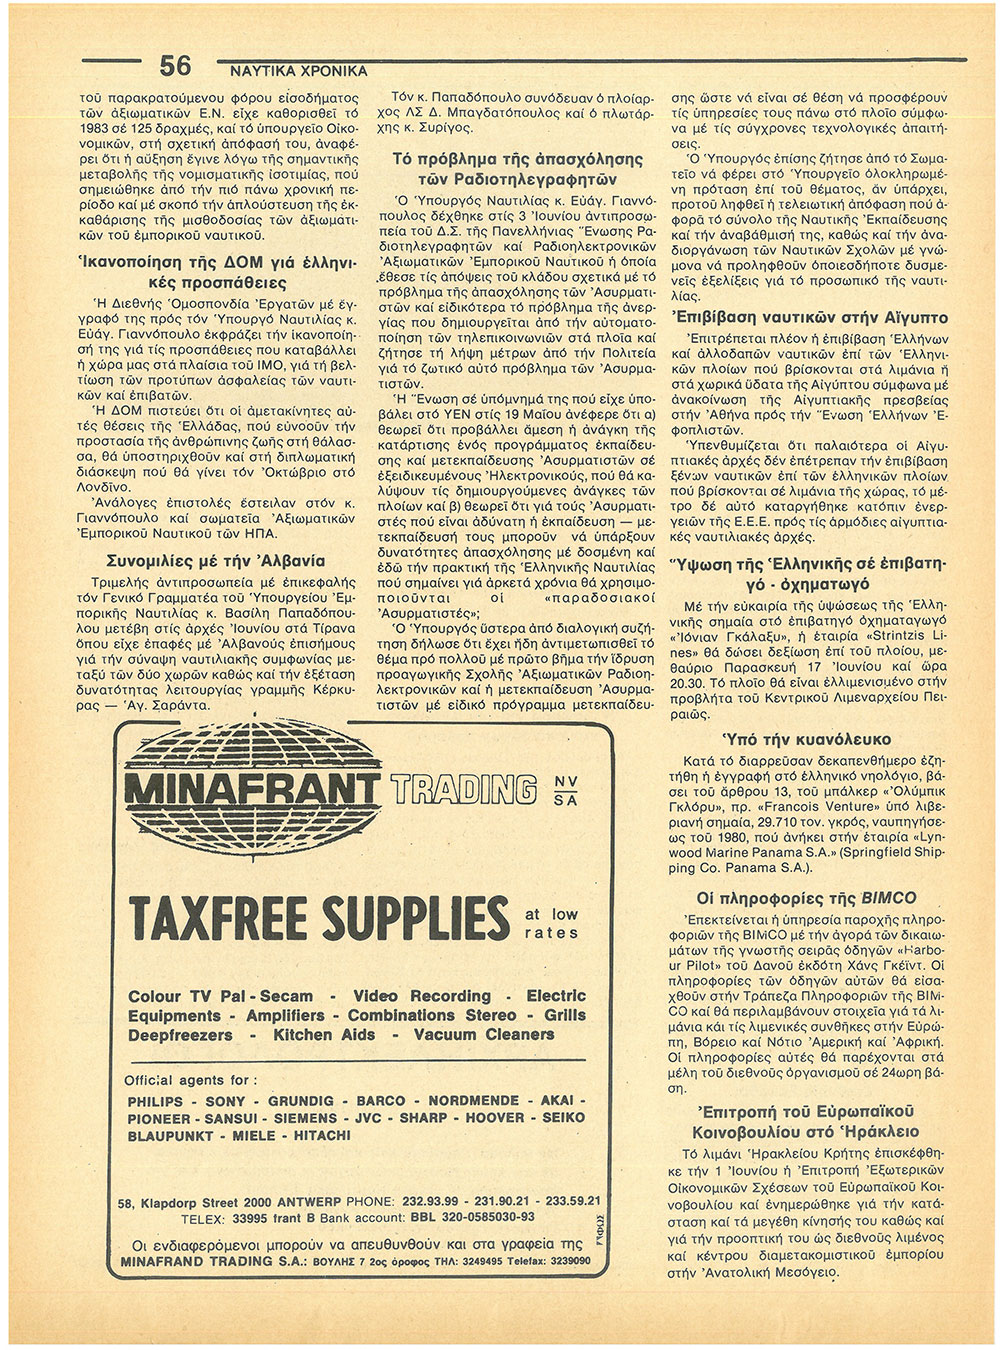 56 ΝΑΥΤΙΚΑ ΧΡΟΝΙΚΑ
τοῦ παρακρατούμενου φόρου εἰσοδήματος
τῶν ἀξιωματικῶν Ε.Ν. εἶχε καθορισθεῖ τό
1983 σέ 125 δραχμές, καί τό ὑπουργεῖο Οἰκο-
νομικῶν, στή σχετική ἀπόφασή του, ἀναφέ-
ρει ὅτι ἡ αὔξηση ἔγινε λόγω τῆς σημαντικῆς
μεταβολῆς τῆς νομισματικῆς ἰσοτιμίας, πού
σημειώθηκε ἀπό τήν πιό πάνω χρονική πε-
ρίοδο καί μέ σκοπό τήν ἁπλούστευση τῆς ἐκ-
καθάρισης τῆς μισθοδοσίας τῶν ἀξιωματι-
κῶν τοῦ ἐμπορικοῦ ναυτικοῦ.
Ἱκανοποίηση τῆς ΔΟΜ γιά ἑλληνι-
κές προσπάθειες
Ἡ Διεθνής Ὁμοσπονδία Ἐργατῶν μέ ἔγ-
γραφό της πρός τόν Ὑπουργό Ναυτιλίας κ.
Εὐάγ. Γιαννόπουλο ἐκφράζει τήν ἱκανοποίη-
σή της γιά τίς προσπάθειες πού καταβάλλει
ἡ χώρα μας στά πλαίσια τοῦ ΙΜΟ, γιά τή βελ-
τίωση τῶν προτύπων ἀσφαλείας τῶν ναυτι-
κῶν καί ἐπιβατῶν.
Ἡ ΔΟΜ πιστεύει ὅτι οἱ ἀμετακίνητες αὐ-
τές θέσεις τῆς Ἑλλάδας, πού εὐνοοῦν τήν
προστασία τῆς ἀνθρώπινης ζωῆς στή θάλασ-
σα, θά ὑποστηριχθοῦν καί στή διπλωματική
διάσκεψη πού θά γίνει τόν Ὀκτώβριο στό
Λονδίνο.
Ἀνάλογες ἐπιστολές ἔστειλαν στόν κ.
Γιαννόπουλο καί σωματεῖα Ἀξιωματικῶν
Ἐμπορικοῦ Ναυτικοῦ τῶν ΗΠΑ.
Συνομιλίες μέ τήν Ἀλβανία
Τριμελής ἀντιπροσωπεία μέ ἐπικεφαλής
τόν Γενικό Γραμματέα τοῦ Ὑπουργείου Ἐμ-
πορικῆς Ναυτιλίας κ. Βασίλη Παπαδόπου-
λου μετέβη στίς ἀρχές Ἰουνίου στά Τίρανα
ὅπου εἶχε ἐπαφές μέ Ἀλβανούς ἐπισήμους
γιά τήν σύναψη ναυτιλιακῆς συμφωνίας με-
ταξύ τῶν δύο χωρῶν καθώς καί τήν ἐξέταση
δυνατότητας λειτουργίας γραμμῆς Κέρκυ-
ρας — Ἁγ. Σαράντα.
Τόν κ. Παπαδόπουλο συνόδευαν ὁ πλοίαρ-
χος ΛΣ Δ. Μπαγδατόπουλος καί ὁ πλωτάρ-
χης κ. Συρίγος.
Τό πρόβλημα τῆς ἀπασχόλησης
τῶν Ραδιοτηλεγραφητῶν
Ὁ Ὑπουργός Ναυτιλίας κ. Εὐάγ. Γιαννό-
πουλος δέχθηκε στίς 3 Ἰουνίου ἀντιπροσω-
πεία τοῦ Δ.Σ. τῆς Πανελλήνιας Ἕνωσης Ρα-
διοτηλεγραφητῶν καί Ραδιοηλεκτρονικῶν
Ἀξιωματικῶν Ἐμπορικοῦ Ναυτικοῦ ἡ ὁποία
ἔθεσε τίς ἀπόψεις τοῦ κλάδου σχετικά μέ τό
πρόβλημα τῆς ἀπασχόλησης τῶν Ἀσυρματι-
στῶν καί εἰδικότερα τό πρόβλημα τῆς ἀνερ-
γίας που δημιουργεῖται ἀπό τήν αὐτοματο-
ποίηση τῶν τηλεπικοινωνιῶν στά πλοῖα καί
ζήτησε τή λήψη μέτρων ἀπό τήν Πολιτεία
γιά τό ζωτικό αὐτό πρόβλημα τῶν Ἀσυρμα-
τιστῶν.
Ἡ Ἕνωση σέ ὑπόμνημά της πού εἶχε ὑπο-
βάλει στό ΥΕΝ στίς 19 Μαΐου ἀνέφερε ὅτι α)
θεωρεῖ ὅτι προβάλλει ἄμεση ἡ ἀνάγκη τῆς
κατάρτισης ἑνός προγράμματος ἐκπαίδευ-
σης καί μετεκπαίδευσης Ἀσυρματιστῶν σέ
ἐξειδικευμένους Ἠλεκτρονικούς, πού θά κα-
λύψουν τίς δημιουργούμενες ἀνάγκες τῶν
πλοίων καί β) θεωρεῖ ὅτι γιά τούς Ἀσυρματι-
στές πού εἶναι ἀδύνατη ἡ ἐκπαίδευση — με-
τεκπαίδευσή τους μποροῦν νά ὑπάρξουν
δυνατότητες ἀπασχόλησης μέ δοσμένη καί
ἐδῶ τήν πρακτική τῆς Ἑλληνικῆς Ναυτιλίας
πού σημαίνει γιά ἀρκετά χρόνια θά χρησιμο-
ποιοῦνται οἱ «παραδοσιακοί
Ἀσυρματιστές»;
Ὁ Ὑπουργός ὕστερα ἀπό διαλογική συζή-
τηση δήλωσε ὅτι ἔχει ἤδη ἀντιμετωπισθεῖ τό
θέμα πρό πολλοῦ μέ πρῶτο βῆμα τήν ἵδρυση
προαγωγικῆς Σχολῆς Ἀξιωματικῶν Ραδιοη-
λεκτρονικῶν καί ἡ μετεκπαίδευση Ἀσυρμα-
τιστῶν μέ εἰδικό πρόγραμμα μετεκπαίδευ-
σης ὥστε νά εἶναι σέ θέση νά προσφέρουν
τίς ὑπηρεσίες τους πάνω στό πλοῖο σύμφω-
να μέ τίς σύγχρονες τεχνολογικές ἀπαιτή-
σεις.
Ὁ Ὑπουργός ἐπίσης ζήτησε ἀπό τό Σωμα-
τεῖο νά φέρει στό Ὑπουργεῖο ὁλοκληρωμέ-
νη πρόταση ἐπί τοῦ θέματος, ἄν ὑπάρχει,
προτοῦ ληφθεῖ ἡ τελειωτική ἀπόφαση πού ἀ-
φορᾶ τό σύνολο τῆς Ναυτικῆς Ἐκπαίδευσης
καί τήν ἀναβάθμισή της, καθώς καί τήν ἀνα-
διοργάνωση τῶν Ναυτικῶν Σχολῶν μέ γνώ-
μονα νά προληφθοῦν ὁποιεσδήποτε δυσμε-
νεῖς ἐξελίξεις γιά τό προσωπικό τῆς ναυτι-
λίας.
Ἐπιβίβαση ναυτικῶν στήν Αἴγυπτο
Ἐπιτρέπεται πλέον ἡ ἐπιβίβαση Ἑλλήνων
καί ἀλλοδαπῶν ναυτικῶν ἐπί τῶν Ἑλληνι-
κῶν πλοίων πού βρίσκονται στά λιμάνια ἤ
στά χωρικά ὕδατα τῆς Αἰγύπτου σύμφωνα μέ
ἀνακοίνωση τῆς Αἰγυπτιακῆς πρεσβείας
στήν Ἀθήνα πρός τήν Ἕνωση Ἑλλήνων Ἐ-
φοπλιστῶν.
Ὑπενθυμίζεται ὅτι παλαιότερα οἱ Αἰγυ-
πτιακές ἀρχές δέν ἐπέτρεπαν τήν ἐπιβίβαση
ξένων ναυτικῶν ἐπί τῶν ἑλληνικῶν πλοίων
πού βρίσκονται σέ λιμάνια τῆς χώρας, τό μέ-
τρο δέ αὐτό καταργήθηκε κατόπιν ἐνερ-
γειῶν τῆς Ε.Ε.Ε. πρός τίς ἁρμόδιες αἰγυπτια-
κές ναυτιλιακές ἀρχές.
Ὕψωση τῆς Ἑλληνικῆς σέ ἐπιβατη-
γό - ὀχηματωγό
Μέ τήν εὐκαιρία τῆς ὑψώσεως τῆς Ἑλλη-
νικῆς σημαία στό ἐπιβατηγό ὀχηματαγωγό
«Ἰόνιαν Γκάλαξυ», ἡ ἑταιρία «Strintzis Li-
nes» θά δώσει δεξίωση ἐπί τοῦ πλοίου, με-
θαύριο Παρασκευή 17 Ἰουνίου καί ὥρα
20.30. Τό πλοῖο θά εἶναι ἐλλιμενισμένο στήν
προβλήτα τοῦ Κεντρικοῦ Λιμεναρχείου Πει-
ραιῶς.
Ὑπό τήν κυανόλευκο
Κατά τό διαρρεῦσαν δεκαπενθήμερο ἐζη-
τήθη ἡ ἐγγραφή στό ἑλληνικό νηολόγιο, βά-
σει τοῦ ἄρθρου 13, τοῦ μπάλκερ «Ὀλύμπικ
Γκλόρυ», πρ. «Francois Venture» ὑπό λιβε-
ριανή σημαία, 29.710 τον. γκρός, ναυπηγήσε-
ως τοῦ 1980, πού ἀνήκει στήν ἑταιρία «Lyn-
wood Marine Panama S.A.» (Springfield Ship-
ping Co. Panama S.A.).
Οἱ πληροφορίες τῆς BIMCO
Ἐπεκτείνεται ἡ ὑπηρεσία παροχῆς πληρο-
φοριῶν τῆς BIMCO μέ τήν ἀγορά τῶν δικαιω-
μάτων τῆς γνωστῆς σειρᾶς ὁδηγῶν «Harbo-
ur Pilot» τοῦ Δανοῦ ἐκδότη Χάνς Γκέϊντ. Οἱ
πληροφορίες τῶν ὁδηγῶν αὐτῶν θά εἰσα-
χθοῦν στήν Τράπεζα Πληροφοριῶν τῆς BIM-
CO καί θά περιλαμβάνουν στοιχεῖα γιά τά λι-
μάνια κάι τίς λιμενικές συνθῆκες στήν Εὐρώ-
πη, Βόρειο καί Νότιο Ἀμερική καί Ἀφρική.
Οἱ πληροφορίες αὐτές θά παρέχονται στά
μέλη τοῦ διεθνοῦς ὀργανισμοῦ σέ 24ωρη βά-
ση.
Ἐπιτροπή τοῦ Εὐρωπαϊκοῦ
Κοινοβουλίου στό Ἡράκλειο
Τό λιμάνι Ἡρακλείου Κρήτης ἐπισκέφθη-
κε τήν 1 Ἰουνίου ἡ Ἐπιτροπή Ἐξωτερικῶν
Οἰκονομικῶν Σχέσεων τοῦ Εὐρωπαϊκοῦ Κοι-
νοβουλίου καί ἐνημερώθηκε γιά τήν κατά-
σταση καί τά μεγέθη κίνησής του καθώς καί
γιά τήν προοπτική του ὡς διεθνοῦς λιμένος
καί κέντρου διαμετακομιστικοῦ ἐμπορίου
στήν Ἀνατολική Μεσόγειο.
MINAFRANT TRADING NV
SA
TAXFREE SUPPLIES at low
rates
Colour TV Pal - Secam - Video Recording - Electric
Equipments - Amplifiers - Combinations Stereo - Grills
Deepfreezers - Kitchen Aids - Vacuum Cleaners
Official agents for :
PHILIPS - SONY - GRUNDIG - BARCO - NORDMENDE - AKAI -
PIONEER - SANSUI - SIEMENS - JVC - SHARP - HOOVER - SEIKO
BLAUPUNKT - MIELE - HITACHI
58, Klapdorp Street 2000 ANTWERP PHONE: 232.93.99 - 231.90.21 - 233.59.21
TELEX: 33995 frant B Bank account: BBL 320-0585030-93
Οι ενδιαφερόμενοι μπορούν να απευθυνθούν και στα γραφεία της
MINAFRAND TRADING S.A.: ΒΟΥΛΗΣ 7 2ος όροφος ΤΗΛ: 3249495 Telefax: 3239090